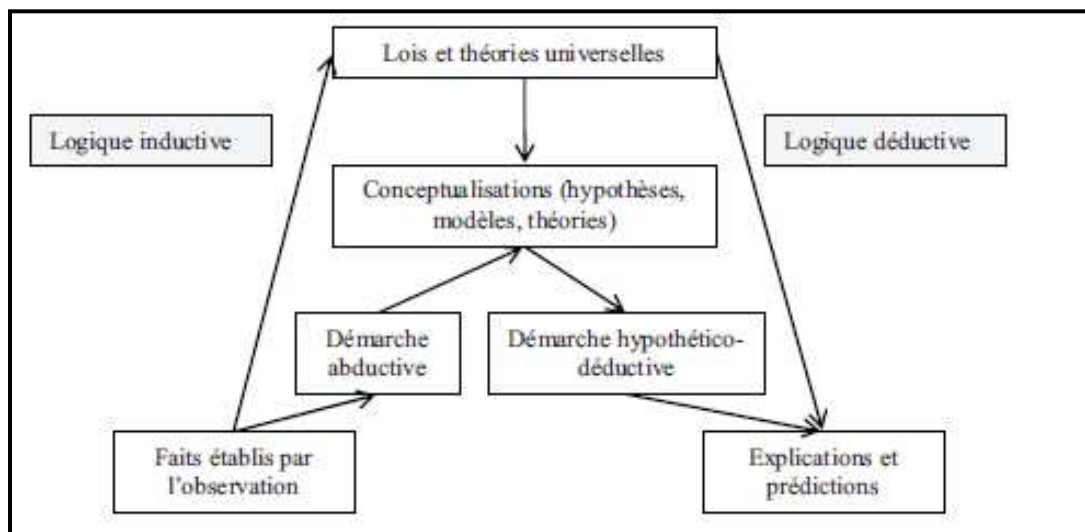 Lois et théories universelles
Logique inductive
Logique déductive
Conceptualisations (hypothèses,
modèles, théories)
Démarche
abductive
Démarche hypothético-
déductive
Faits établis par
l'observation
Explications et
prédictions